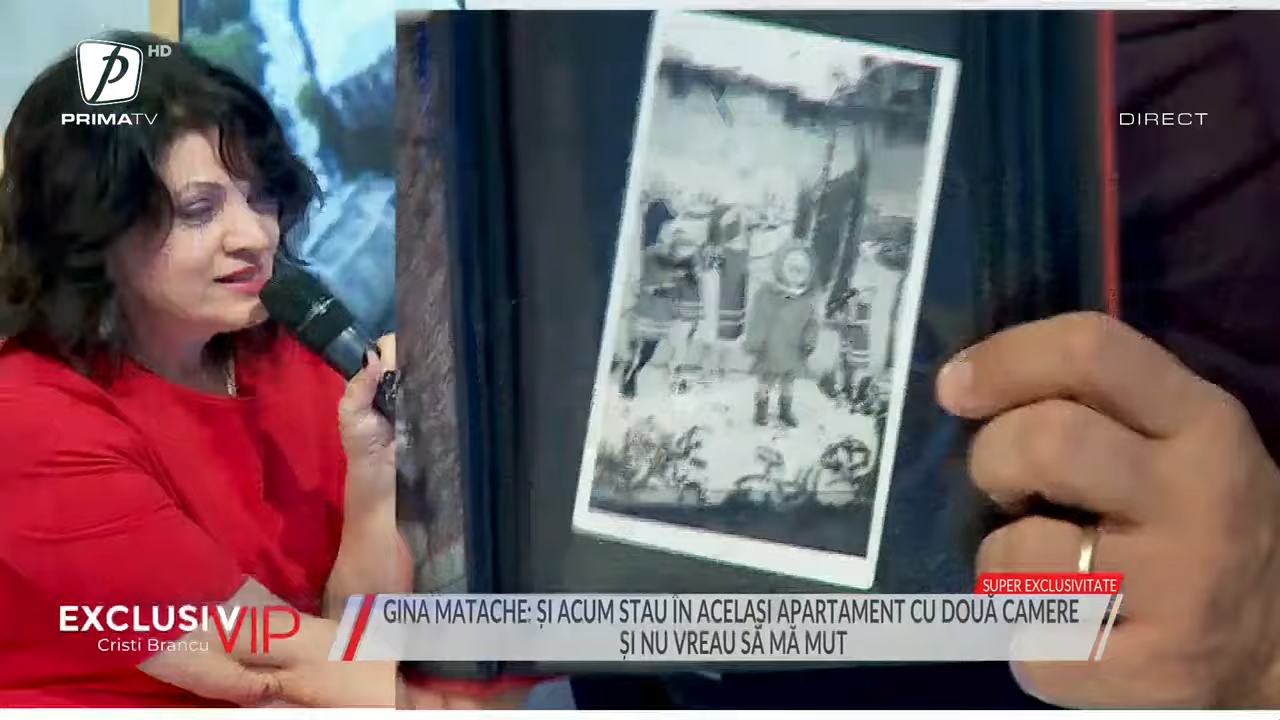 HD
PRIMATV
DIRECT
SUPER EXCLUSIVITATE
EXCLUSIV VIP
Cristi Brancu
GINA MATACHE: ȘI ACUM STAU ÎN ACELAȘI APARTAMENT CU DOUĂ CAMERE
ȘI NU VREAU SĂ MĂ MUT